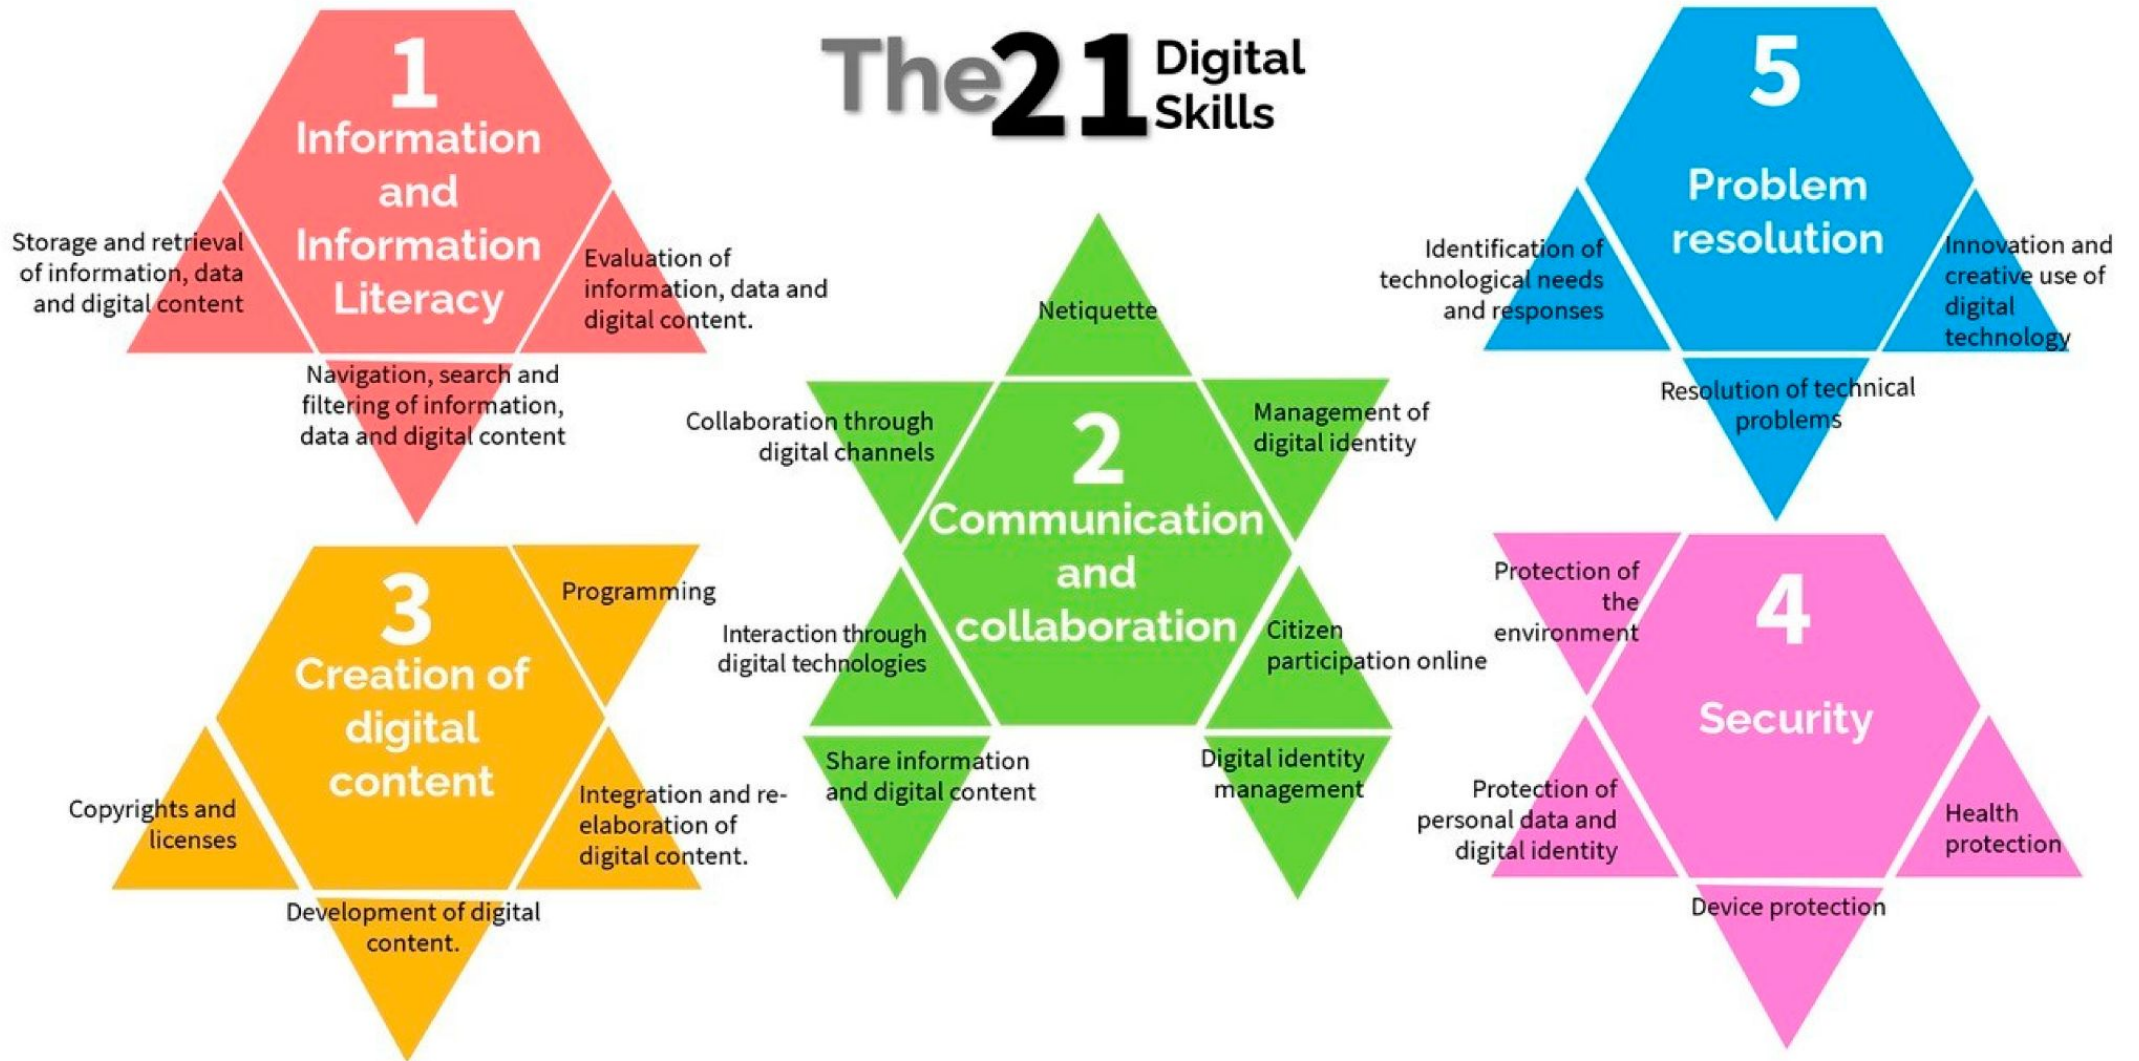 The 21 Digital
Skills
1
Information
and
Information
Literacy
Storage and retrieval
of information, data
and digital content
Evaluation of
information, data and
digital content.
Navigation, search and
filtering of information,
data and digital content
2
Communication
and
collaboration
Netiquette
Collaboration through
digital channels
Management of
digital identity
Interaction through
digital technologies
Citizen
participation online
Share information
and digital content
Digital identity
management
3
Creation of
digital
content
Programming
Copyrights and
licenses
Integration and re-
elaboration of
digital content.
Development of digital
content.
4
Security
Protection of
the
environment
Protection of
personal data and
digital identity
Health
protection
Device protection
5
Problem
resolution
Identification of
technological needs
and responses
Innovation and
creative use of
digital
technology
Resolution of technical
problems